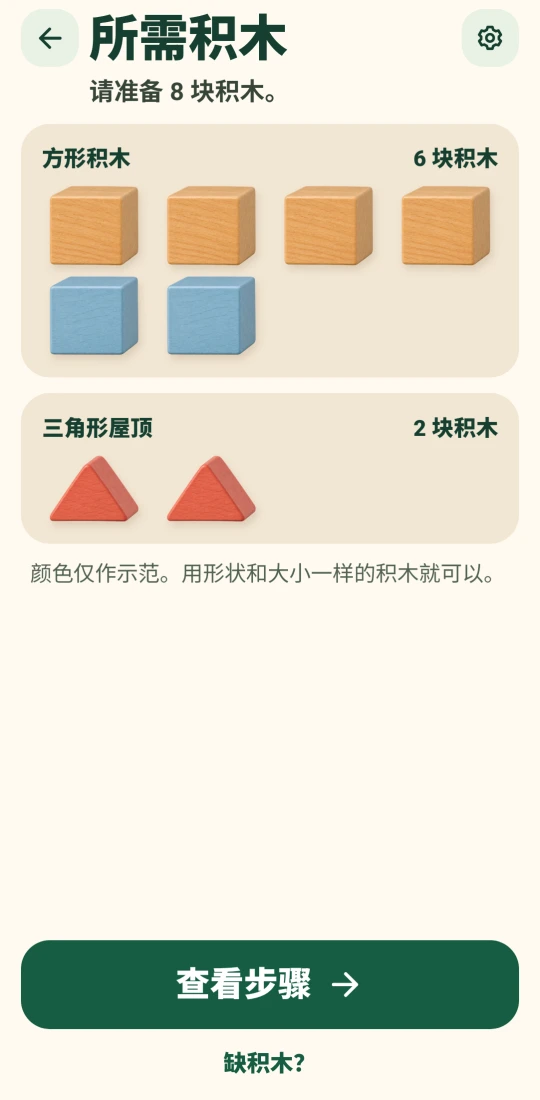 所需积木
请准备 8 块积木。
方形积木
6 块积木
三角形屋顶
2 块积木
颜色仅作示范。用形状和大小一样的积木就可以。
查看步骤 →
缺积木?